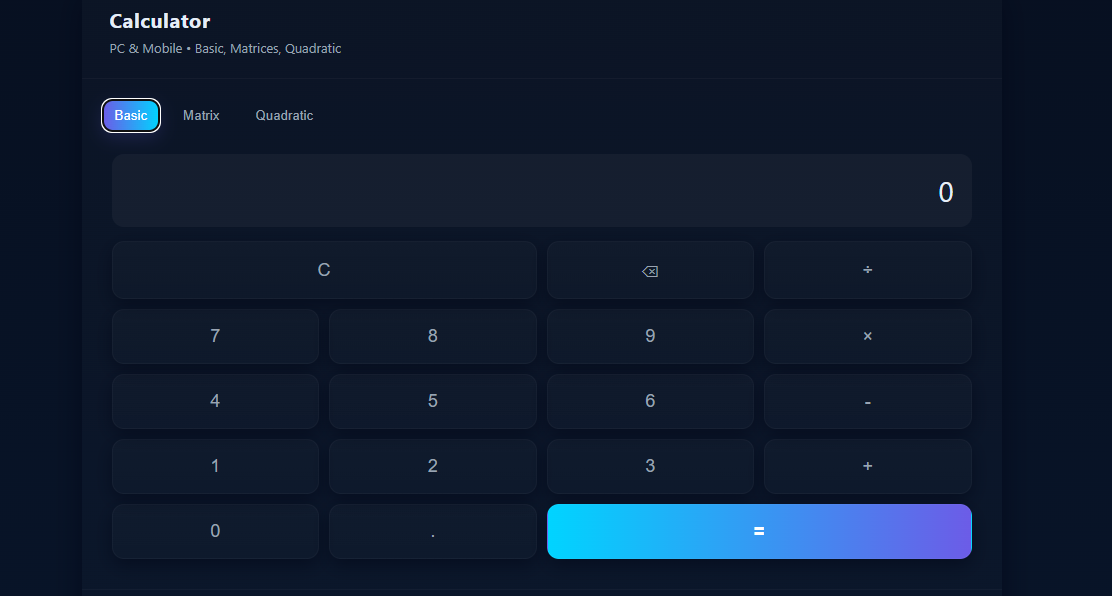 Calculator
PC & Mobile • Basic, Matrices, Quadratic
Basic Matrix Quadratic
0
C ⌫ ÷
7 8 9 ×
4 5 6 -
1 2 3 +
0 . =